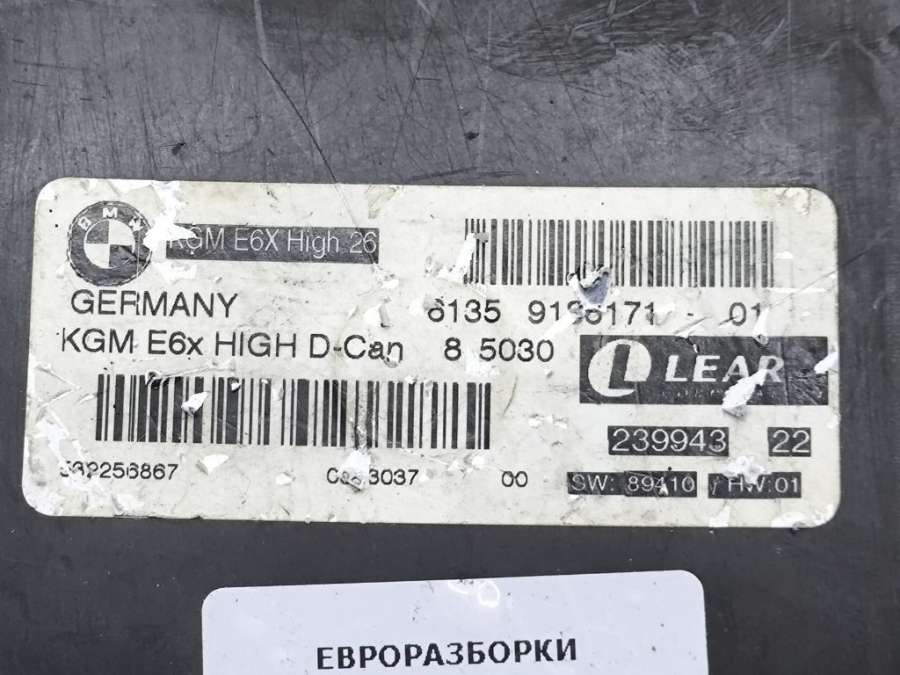 BMW
KGM E6X High 26
GERMANY
6135 9196171 - 01
KGM E6x HIGH D-Can 8 5030
LEAR
239943 22
00
SW: 89410 / HW:01
ЕВРОРАЗБОРКИ